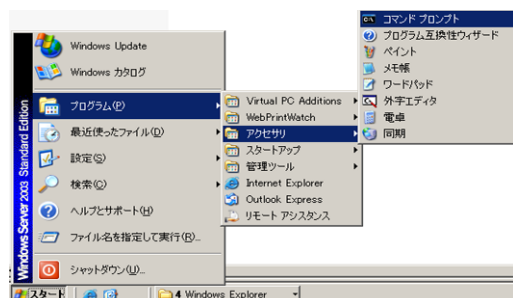 Windows Server 2003 Standard Edition
Windows Update
Windows カタログ
プログラム(P)
最近使ったファイル(D)
設定(S)
検索(C)
ヘルプとサポート(H)
ファイル名を指定して実行(R)...
シャットダウン(U)...
Virtual PC Additions
WebPrintWatch
アクセサリ
スタートアップ
管理ツール
Internet Explorer
Outlook Express
リモート アシスタンス
コマンド プロンプト
プログラム互換性ウィザード
ペイント
メモ帳
ワードパッド
外字エディタ
電卓
同期
スタート
4 Windows Explorer